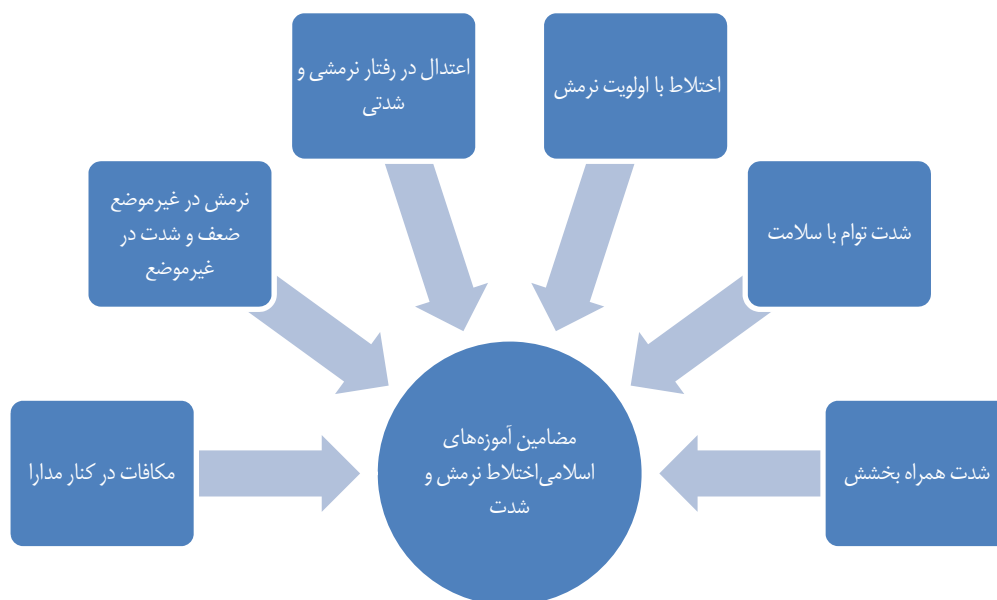 اختلاط با اولویت نرمش
اعتدال در رفتار نرمشی و
شدتی
شدت توام با سلامت
نرمش در غیرموضع
ضعف و شدت در
غیرموضع
شدت همراه بخشش
مکافات در کنار مدارا
مضامین آموزه‌های
اسلامی‌اختلاط نرمش و
شدت